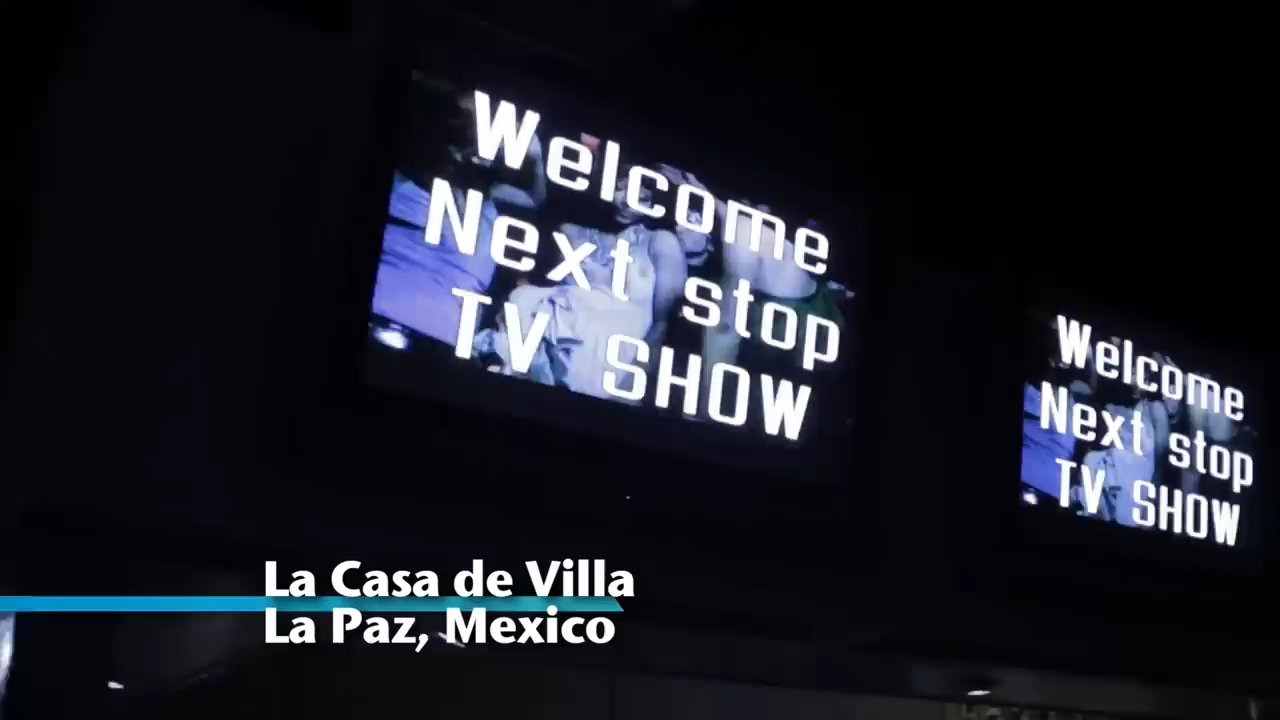 Welcome
Next stop
TV SHOW
Welcome
Next stop
TV SHOW
La Casa de Villa
La Paz, Mexico